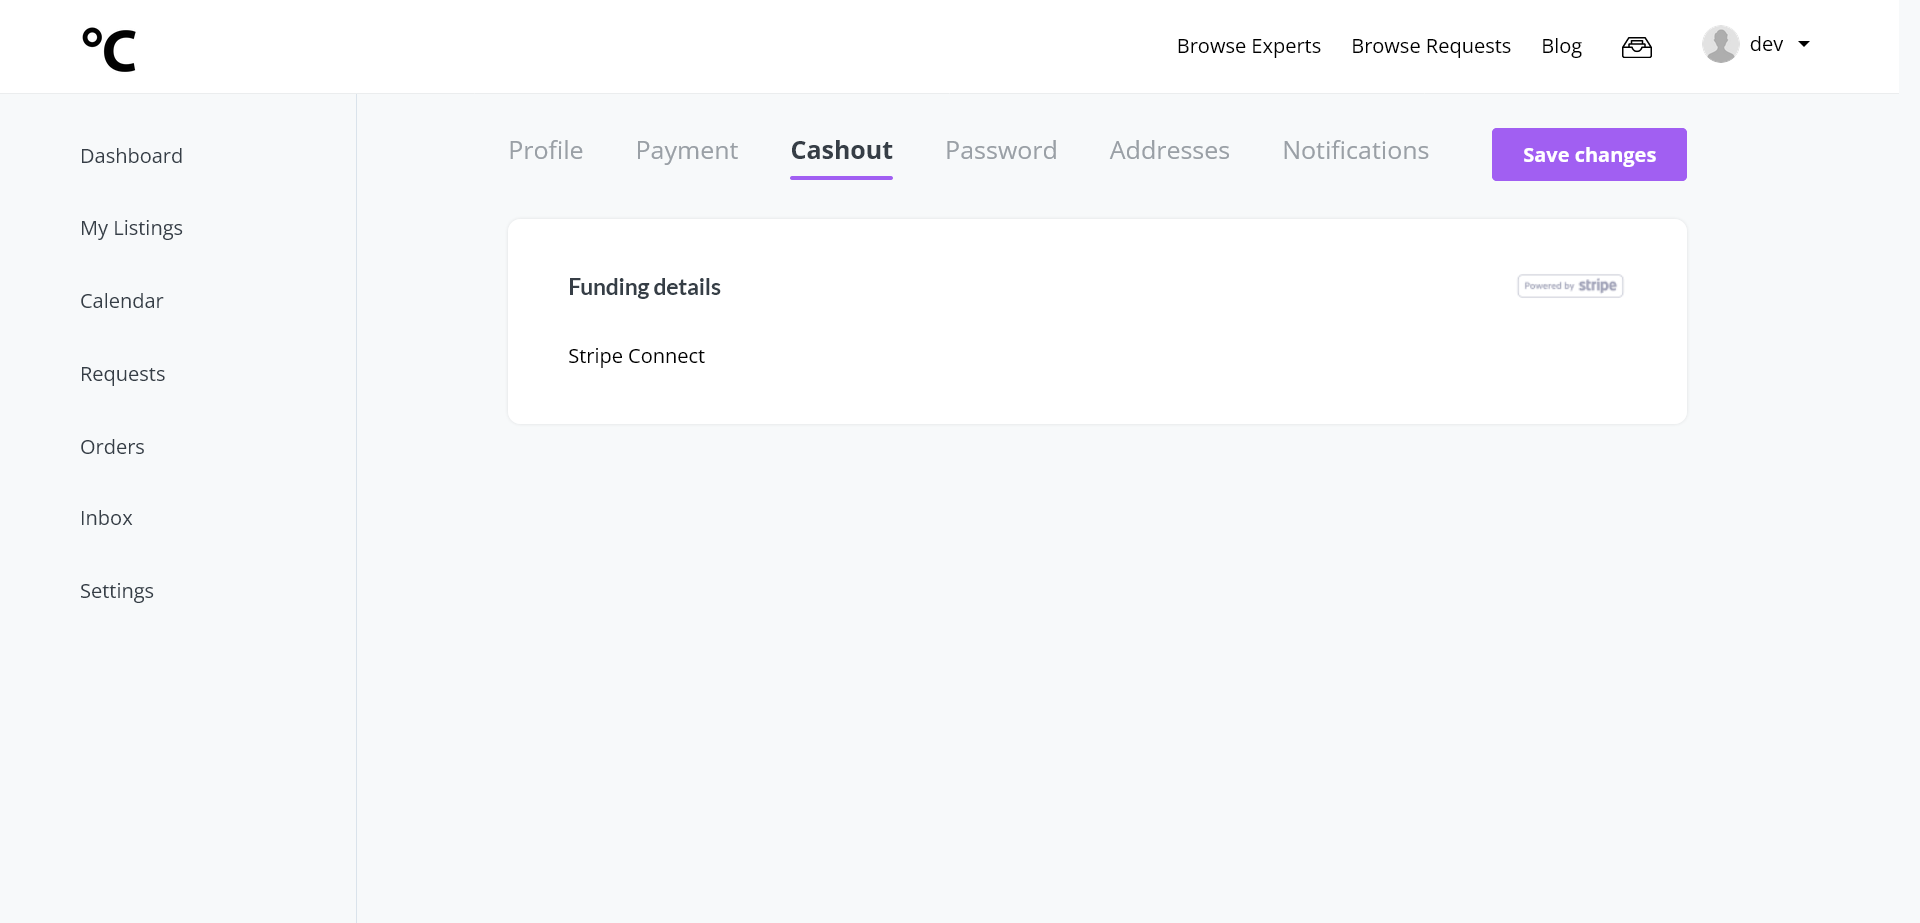 °C
Browse Experts
Browse Requests
Blog
dev
Dashboard
My Listings
Calendar
Requests
Orders
Inbox
Settings
Profile
Payment
Cashout
Password
Addresses
Notifications
Save changes
Funding details
Powered by stripe
Stripe Connect